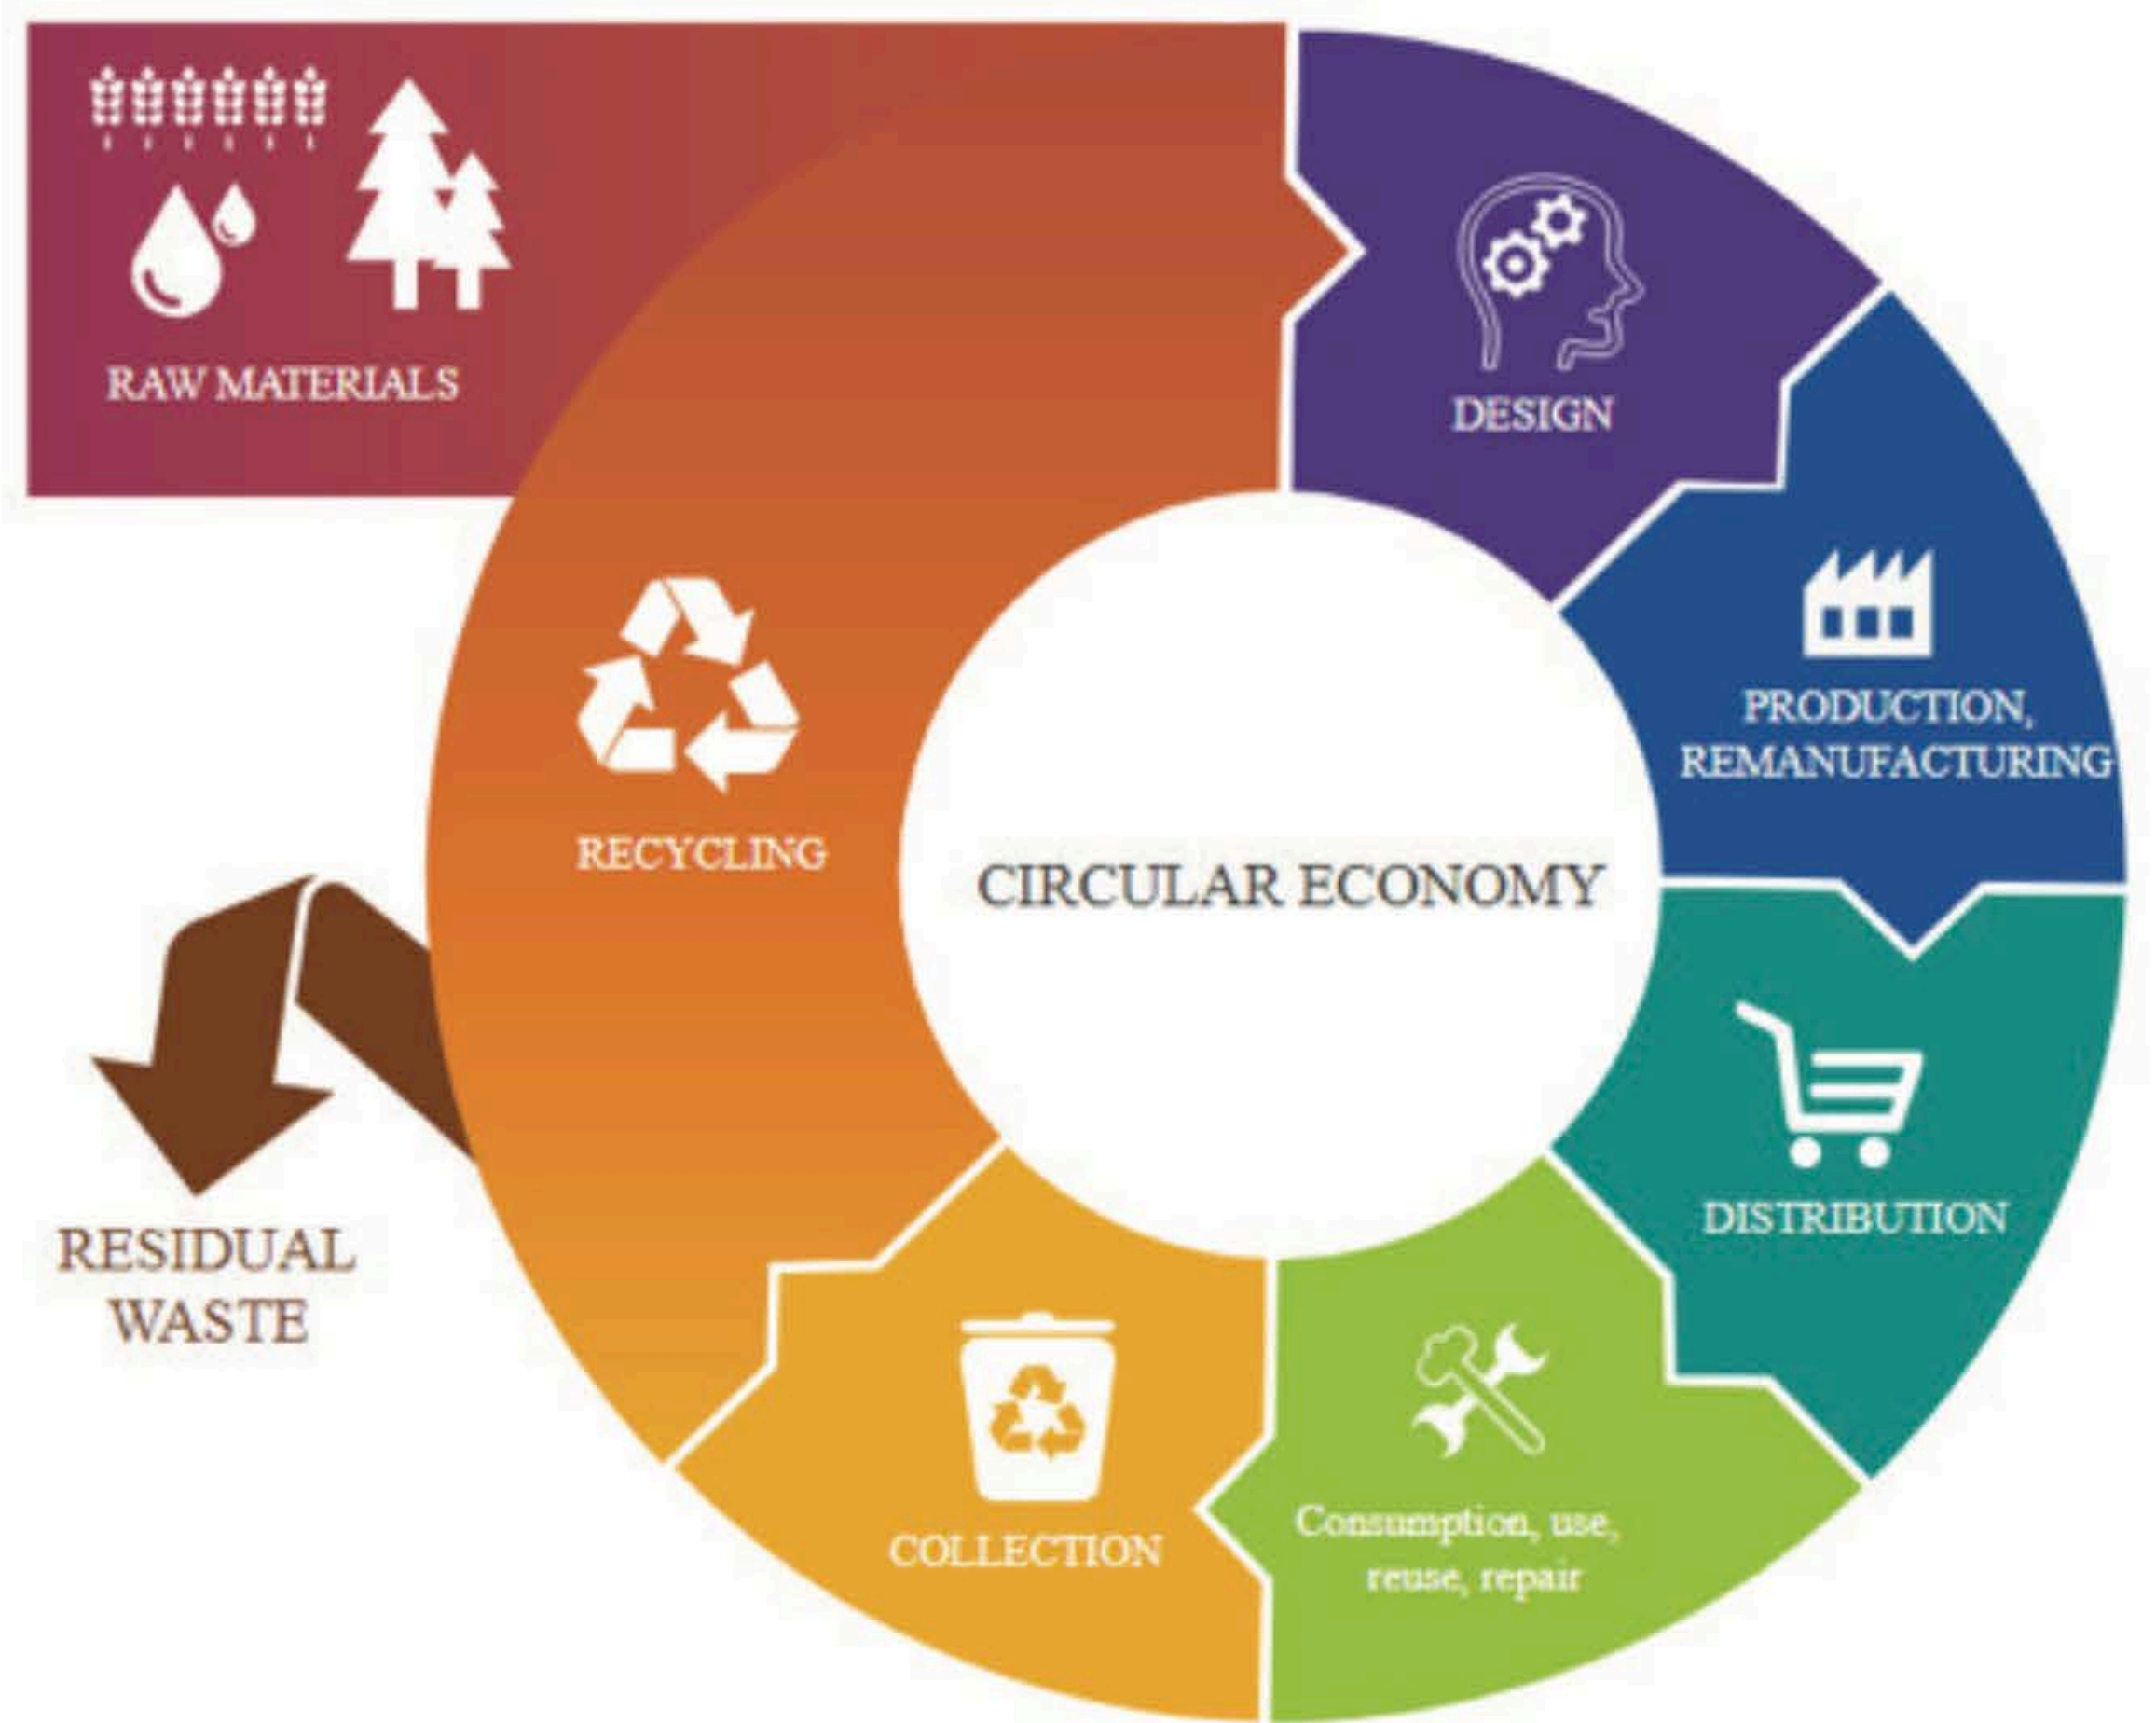 RAW MATERIALS
DESIGN
PRODUCTION,
REMANUFACTURING
RECYCLING
CIRCULAR ECONOMY
DISTRIBUTION
RESIDUAL
WASTE
COLLECTION
Consumption, use,
reuse, repair